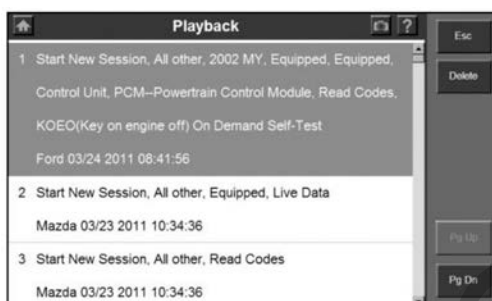 Playback
?
Esc
Delete
1 Start New Session, All other, 2002 MY, Equipped, Equipped,
Control Unit, PCM--Powertrain Control Module, Read Codes,
KOEO(Key on engine off) On Demand Self-Test
Ford 03/24 2011 08:41:56
2 Start New Session, All other, Equipped, Live Data
Mazda 03/23 2011 10:34:36
3 Start New Session, All other, Read Codes
Mazda 03/23 2011 10:34:36
Pg Up
Pg Dn